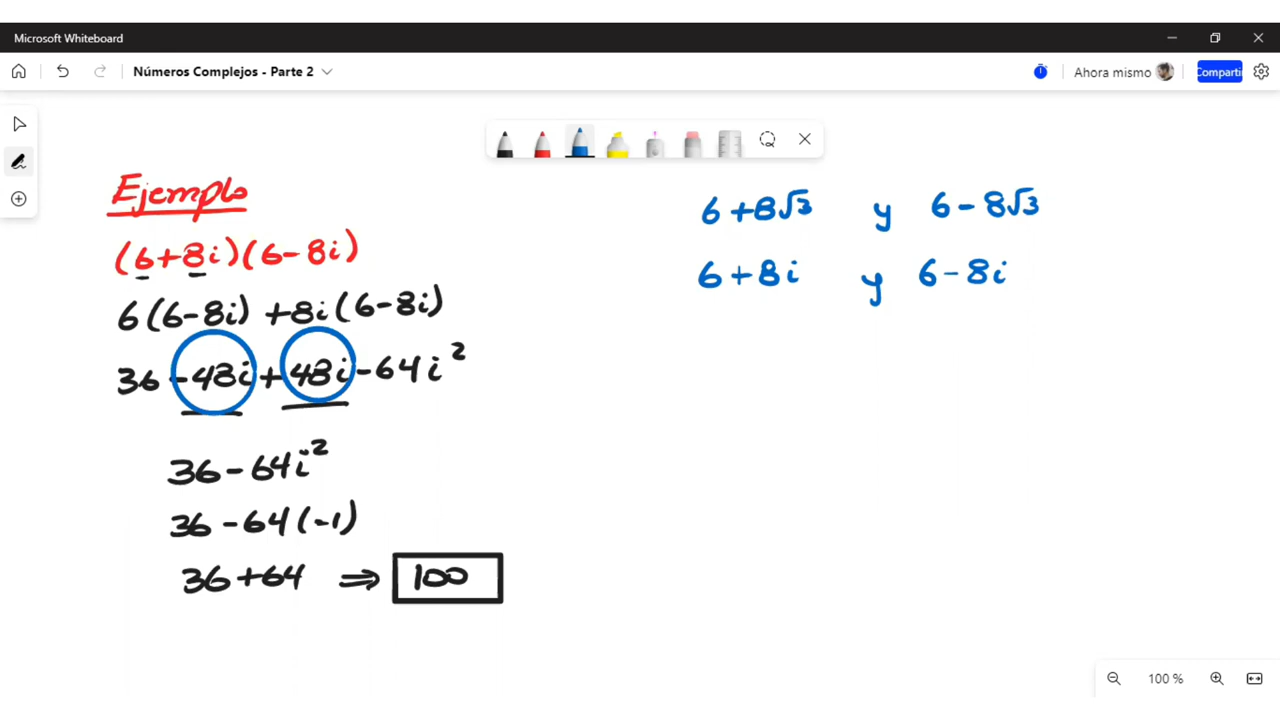 Microsoft Whiteboard
Números Complejos - Parte 2
Ahora mismo
Comparti
Ejemplo
(6+8i)(6-8i)
6(6-8i) +8i(6-8i)
36 -48i+48i-64i²
36-64i²
36-64(-1)
36+64 ⇒ 100
6+8√3 y 6-8√3
6+8i y 6-8i
100 %